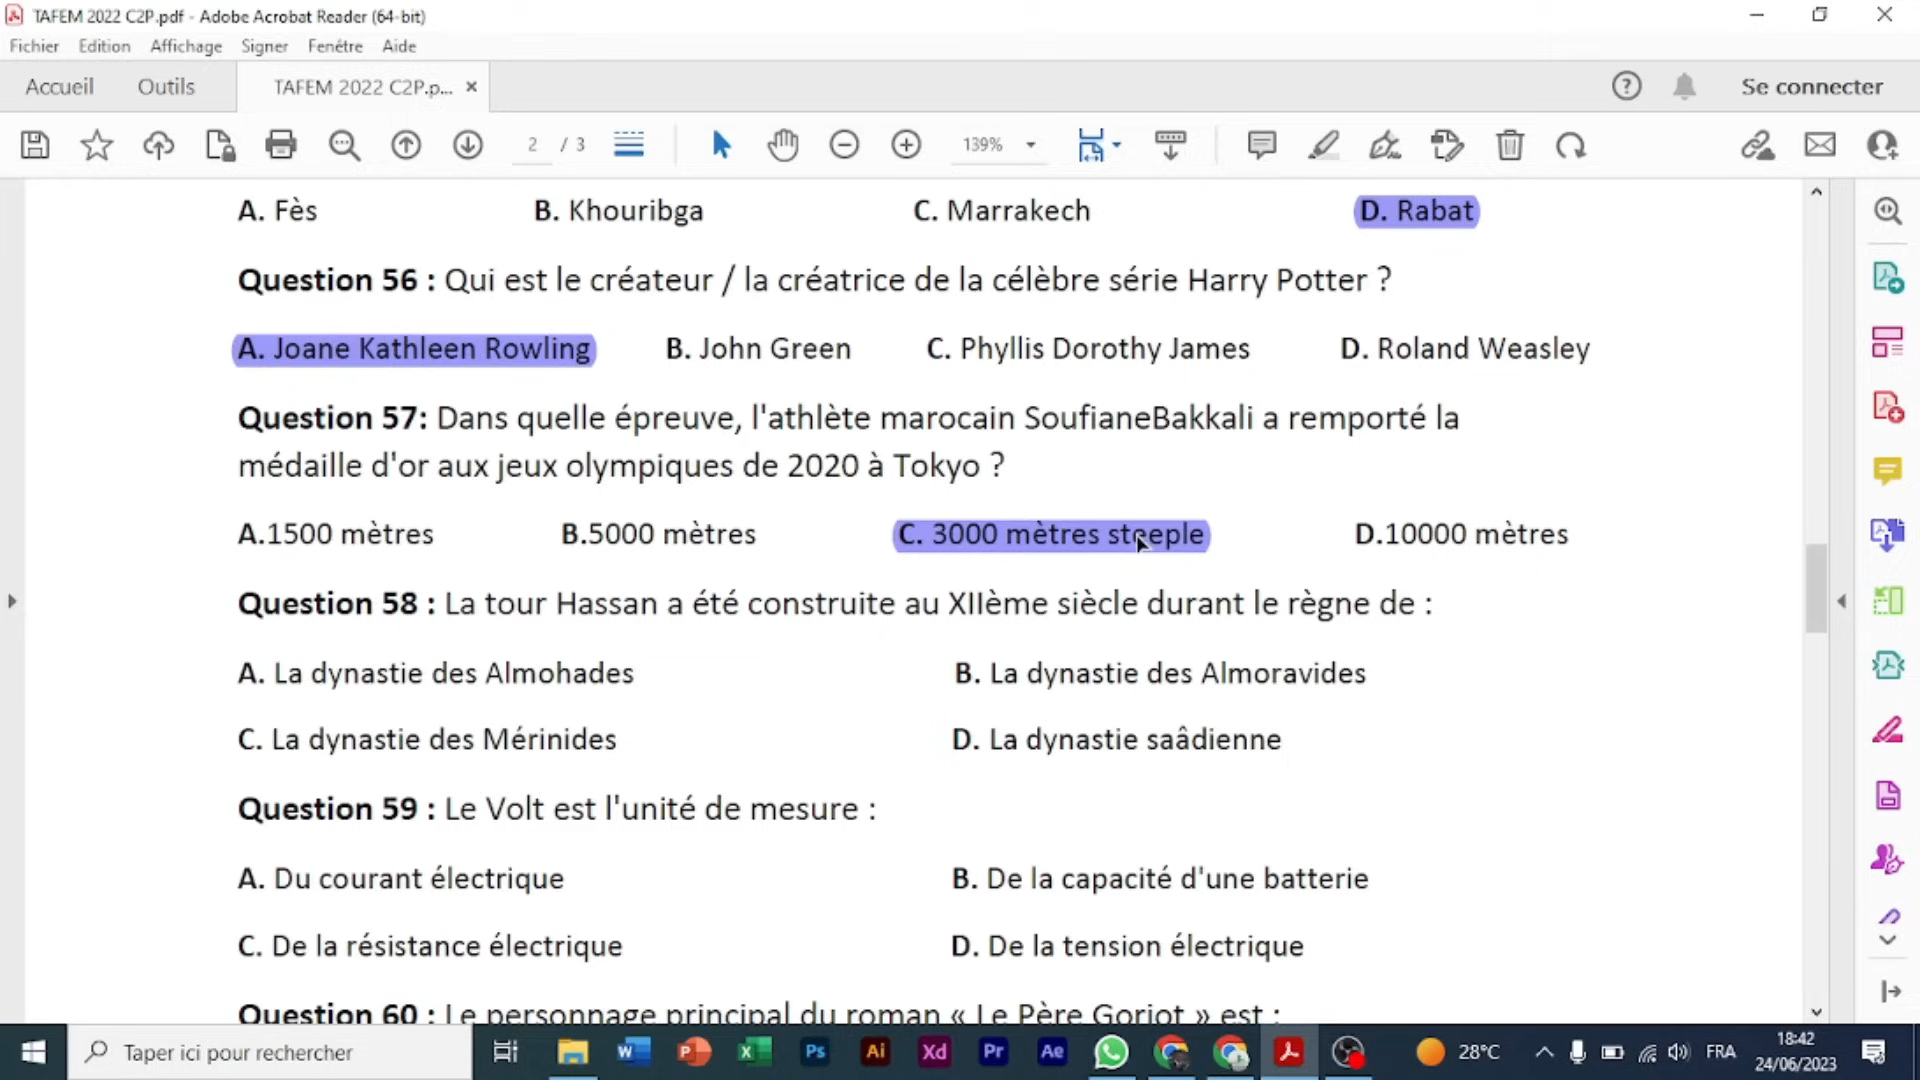 TAFEM 2022 C2P.pdf - Adobe Acrobat Reader (64-bit)
Fichier Edition Affichage Signer Fenêtre Aide
Accueil Outils TAFEM 2022 C2P.p... × Se connecter
2 / 3 139%
A. Fès B. Khouribga C. Marrakech D. Rabat
Question 56 : Qui est le créateur / la créatrice de la célèbre série Harry Potter ?
A. Joane Kathleen Rowling B. John Green C. Phyllis Dorothy James D. Roland Weasley
Question 57: Dans quelle épreuve, l'athlète marocain SoufianeBakkali a remporté la
médaille d'or aux jeux olympiques de 2020 à Tokyo ?
A.1500 mètres B.5000 mètres C. 3000 mètres steeple D.10000 mètres
Question 58 : La tour Hassan a été construite au XIIème siècle durant le règne de :
A. La dynastie des Almohades B. La dynastie des Almoravides
C. La dynastie des Mérinides D. La dynastie saâdienne
Question 59 : Le Volt est l'unité de mesure :
A. Du courant électrique B. De la capacité d'une batterie
C. De la résistance électrique D. De la tension électrique
Question 60 : Le personnage principal du roman « Le Père Goriot » est :
Taper ici pour rechercher Ps Ai Xd Pr Ae 28°C FRA 18:42
24/06/2023